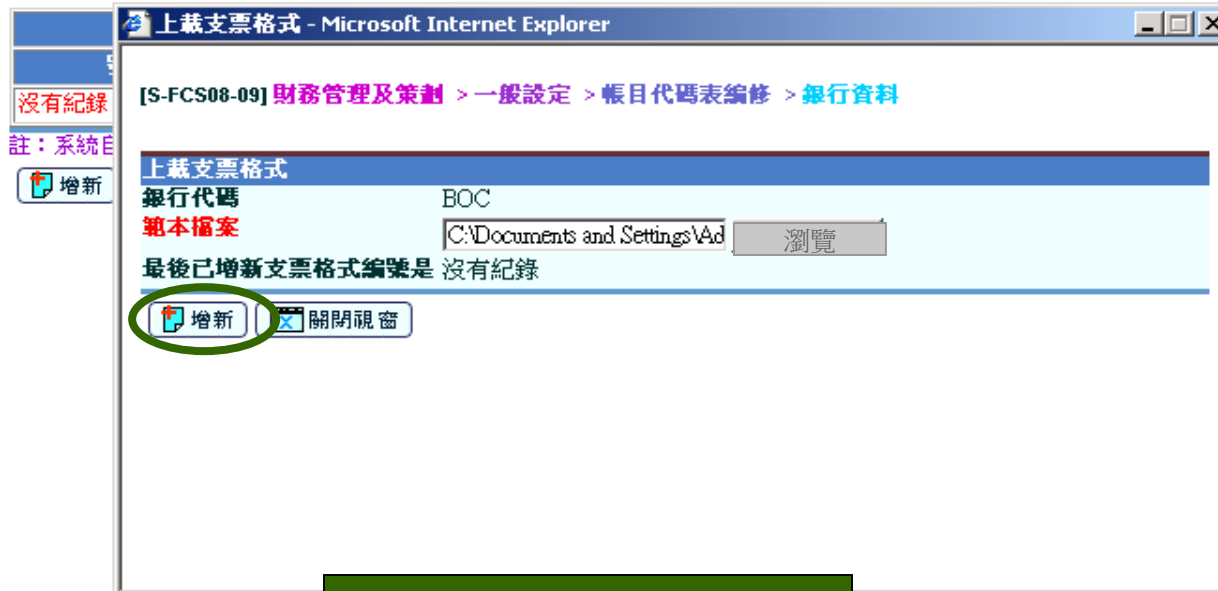 上載支票格式 - Microsoft Internet Explorer
沒有紀錄
註：系統自
增新
[S-FCS08-09] 財務管理及策劃 > 一般設定 > 帳目代碼表編修 > 銀行資料
上載支票格式
銀行代碼 BOC
範本檔案 C:\Documents and Settings\Ad 瀏覽
最後已增新支票格式編號是 沒有紀錄
增新 關閉視窗